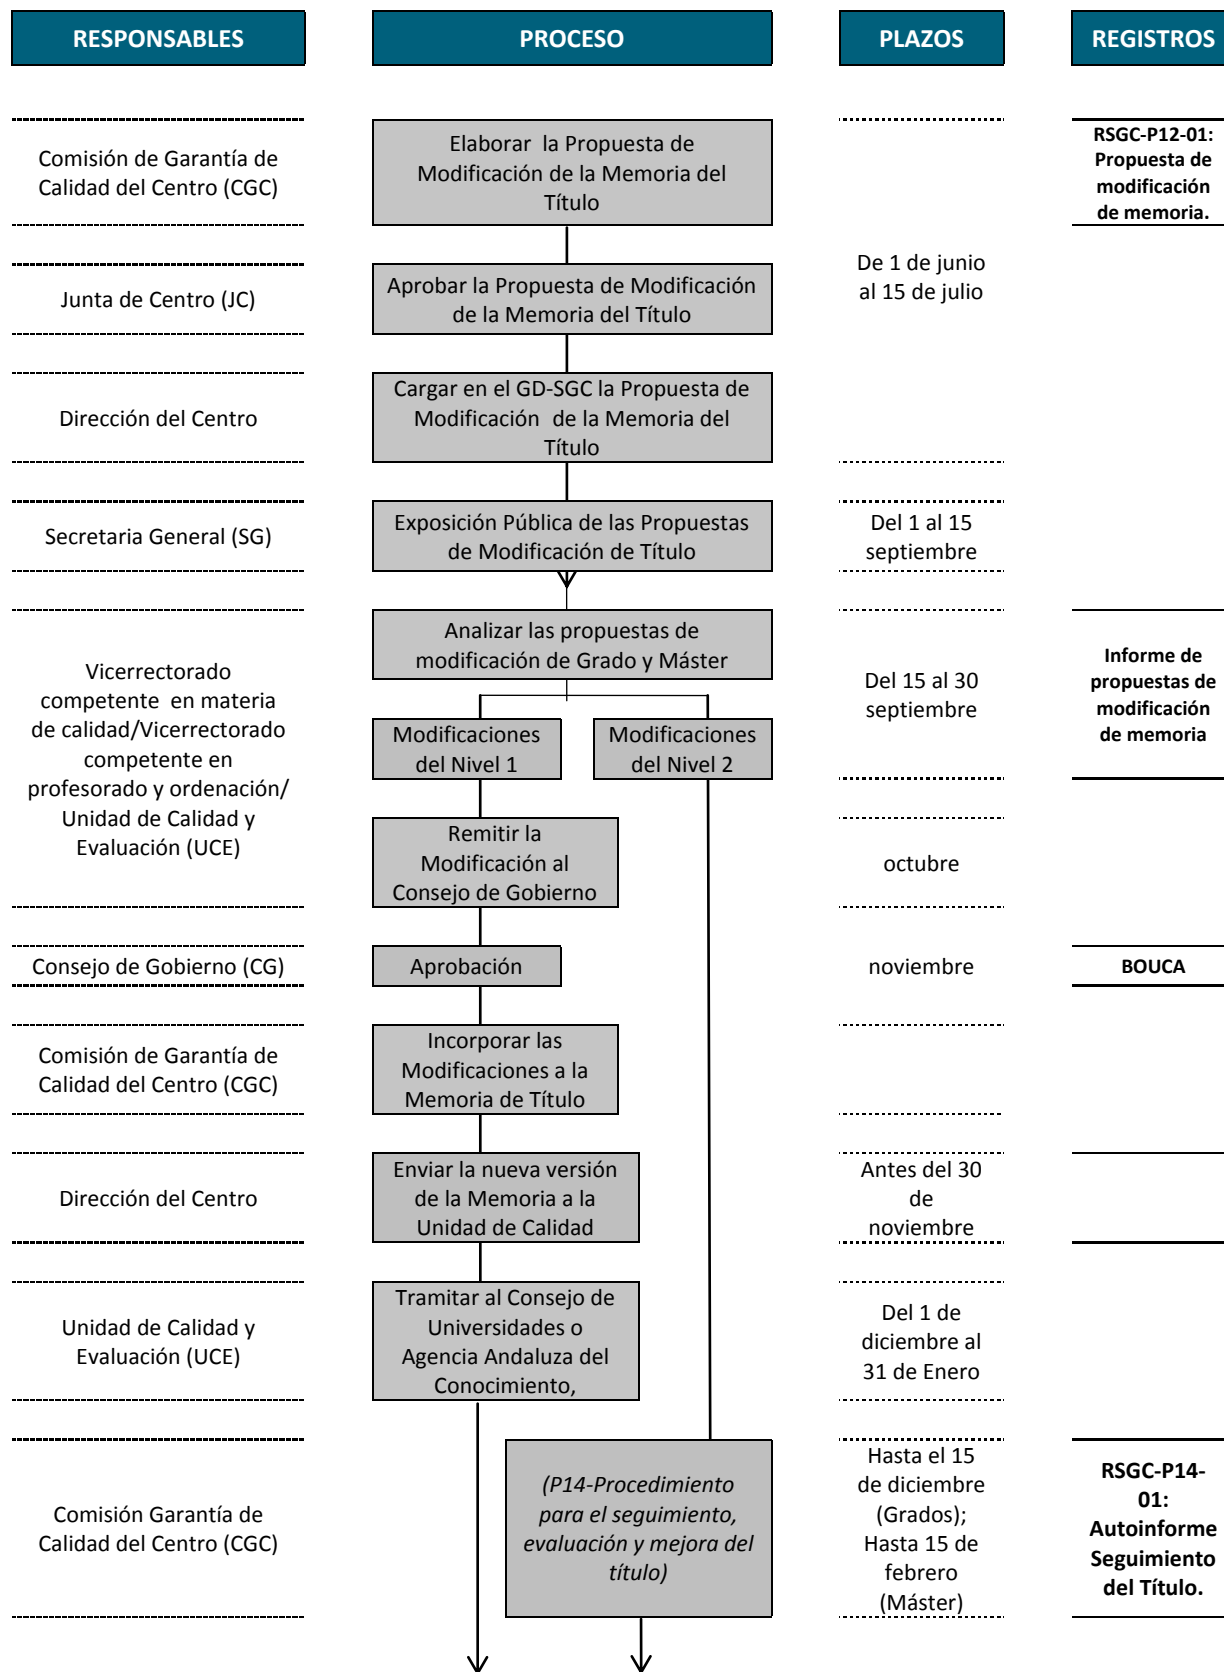 RESPONSABLES
PROCESO
PLAZOS
REGISTROS
Comisión de Garantía de
Calidad del Centro (CGC)
Elaborar la Propuesta de
Modificación de la Memoria del
Título
RSGC-P12-01:
Propuesta de
modificación
de memoria.
De 1 de junio
al 15 de julio
Junta de Centro (JC)
Aprobar la Propuesta de Modificación
de la Memoria del Título
Dirección del Centro
Cargar en el GD-SGC la Propuesta de
Modificación de la Memoria del
Título
Secretaria General (SG)
Exposición Pública de las Propuestas
de Modificación de Título
Del 1 al 15
septiembre
Vicerrectorado
competente en materia
de calidad/Vicerrectorado
competente en
profesorado y ordenación/
Unidad de Calidad y
Evaluación (UCE)
Analizar las propuestas de
modificación de Grado y Máster
Del 15 al 30
septiembre
Informe de
propuestas de
modificación
de memoria
Modificaciones
del Nivel 1
Modificaciones
del Nivel 2
Remitir la
Modificación al
Consejo de Gobierno
octubre
Consejo de Gobierno (CG)
Aprobación
noviembre
BOUCA
Comisión de Garantía de
Calidad del Centro (CGC)
Incorporar las
Modificaciones a la
Memoria de Título
Dirección del Centro
Enviar la nueva versión
de la Memoria a la
Unidad de Calidad
Antes del 30
de
noviembre
Unidad de Calidad y
Evaluación (UCE)
Tramitar al Consejo de
Universidades o
Agencia Andaluza del
Conocimiento,
Del 1 de
diciembre al
31 de Enero
Comisión Garantía de
Calidad del Centro (CGC)
(P14-Procedimiento
para el seguimiento,
evaluación y mejora del
título)
Hasta el 15
de diciembre
(Grados);
Hasta 15 de
febrero
(Máster)
RSGC-P14-
01:
Autoinforme
Seguimiento
del Título.